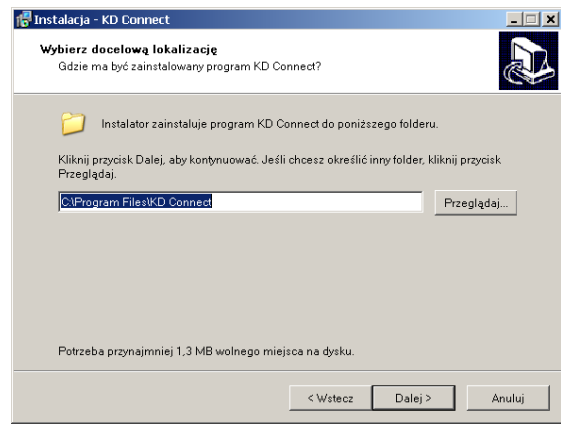 Instalacja - KD Connect
Wybierz docelową lokalizację
Gdzie ma być zainstalowany program KD Connect?
Instalator zainstaluje program KD Connect do poniższego folderu.
Kliknij przycisk Dalej, aby kontynuować. Jeśli chcesz określić inny folder, kliknij przycisk
Przeglądaj.
C:\Program Files\KD Connect
Przeglądaj...
Potrzeba przynajmniej 1,3 MB wolnego miejsca na dysku.
< Wstecz
Dalej >
Anuluj